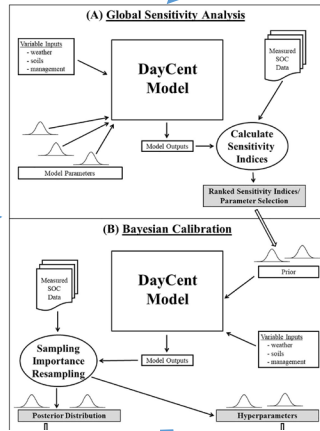 (A) Global Sensitivity Analysis
Variable Inputs
- weather
- soils
- management
DayCent
Model
Measured
SOC
Data
Model Parameters
Model Outputs
Calculate
Sensitivity
Indices
Ranked Sensitivity Indices/
Parameter Selection
(B) Bayesian Calibration
Measured
SOC
Data
DayCent
Model
Prior
Variable Inputs
- weather
- soils
- management
Sampling
Importance
Resampling
Model Outputs
Posterior Distribution
Hyperparameters